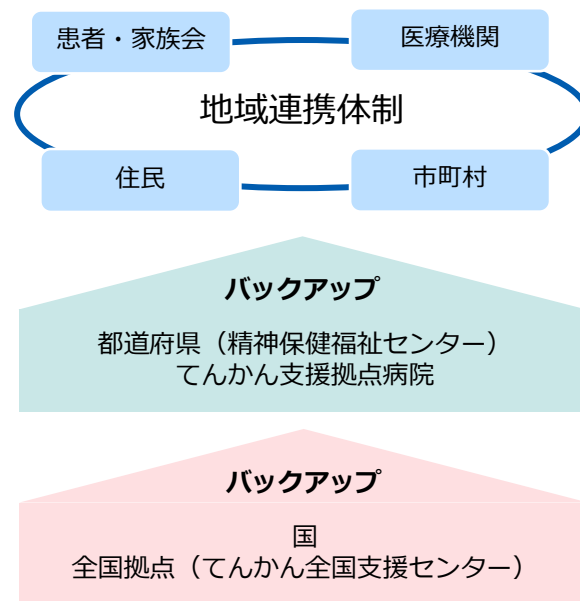 患者・家族会
医療機関
地域連携体制
住民
市町村
バックアップ
都道府県（精神保健福祉センター）
てんかん支援拠点病院
バックアップ
国
全国拠点（てんかん全国支援センター）